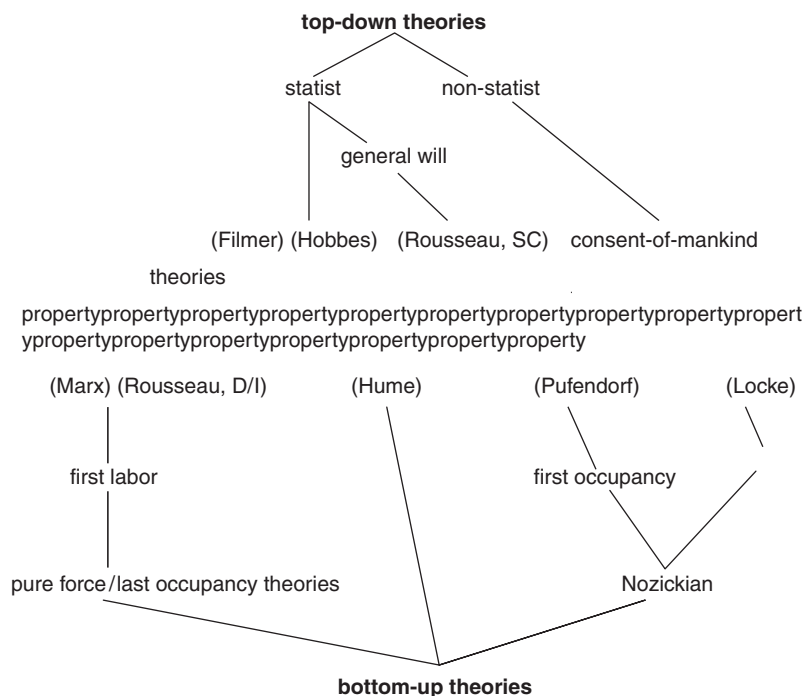 top-down theories
statist non-statist
general will
(Filmer) (Hobbes) (Rousseau, SC) consent-of-mankind
theories
propertypropertypropertypropertypropertypropertypropertypropertypropertypropert
ypropertypropertypropertypropertypropertypropertyproperty
(Marx) (Rousseau, D/I) (Hume) (Pufendorf) (Locke)
first labor first occupancy
pure force/last occupancy theories Nozickian
bottom-up theories